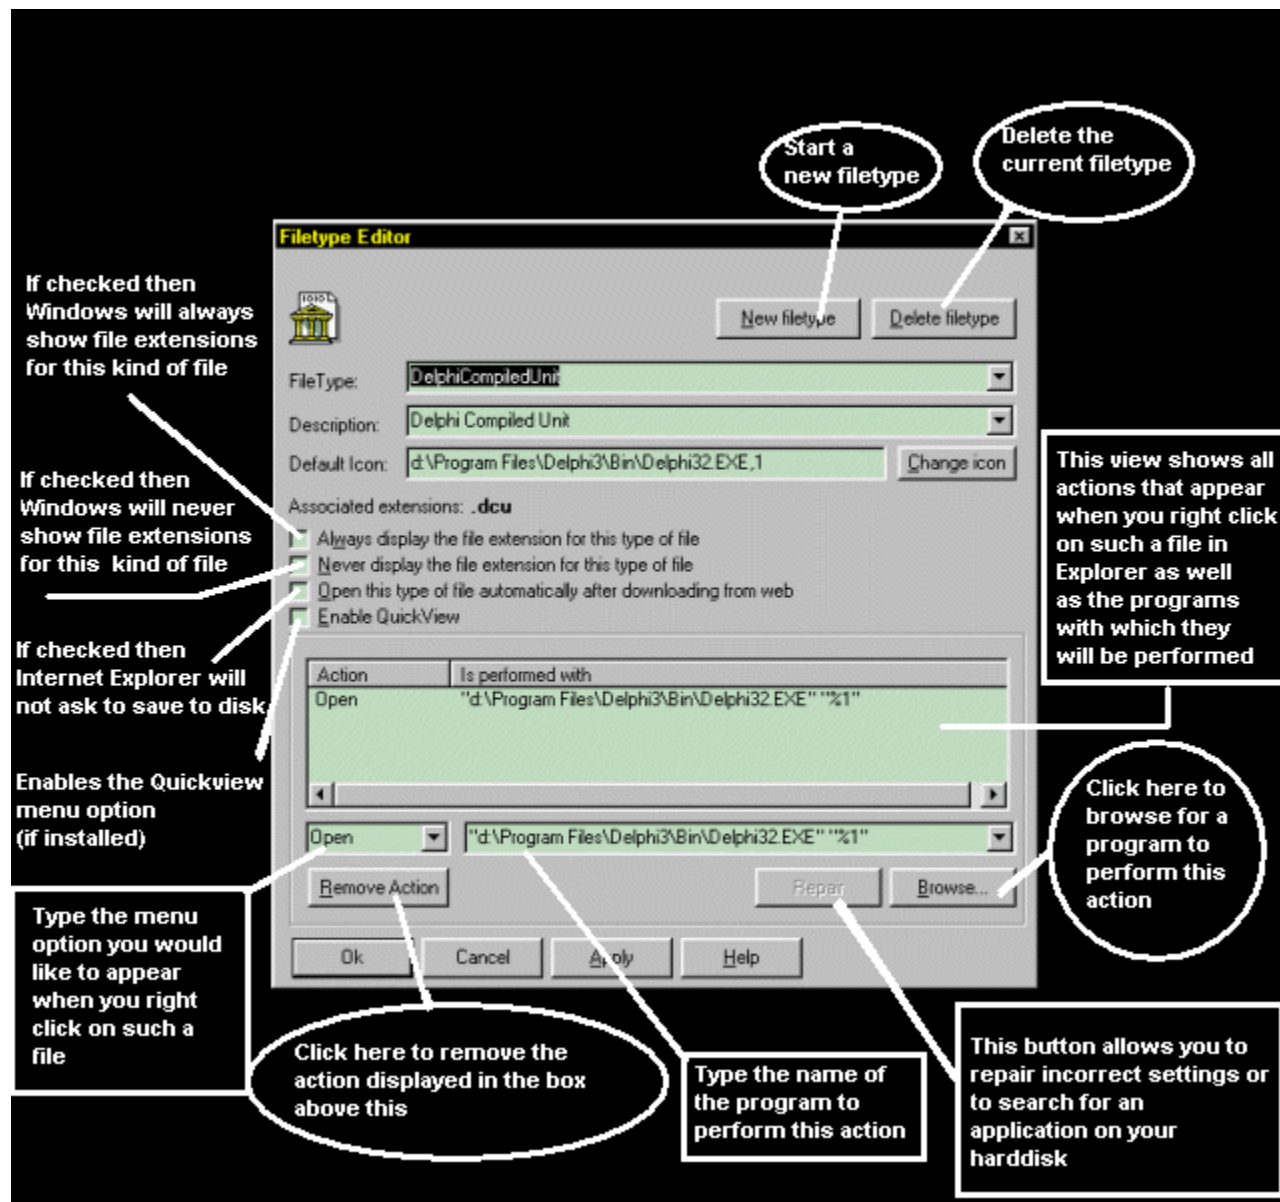 Start a
new filetype
Delete the
current filetype
Filetype Editor
If checked then
Windows will always
show file extensions
for this kind of file
1010
New filetype
Delete filetype
FileType:
DelphiCompiledUnit
Description:
Delphi Compiled Unit
Default Icon:
d:\Program Files\Delphi3\Bin\Delphi32.EXE,1
Change icon
If checked then
Windows will never
show file extensions
for this kind of file
Associated extensions: .dcu
Always display the file extension for this type of file
Never display the file extension for this type of file
Open this type of file automatically after downloading from web
Enable QuickView
This view shows all
actions that appear
when you right click
on such a file in
Explorer as well
as the programs
with which they
will be performed
If checked then
Internet Explorer will
not ask to save to disk
Action
Is performed with
Open
"d:\Program Files\Delphi3\Bin\Delphi32.EXE" "%1"
Enables the Quickview
menu option
(if installed)
Click here to
browse for a
program to
perform this
action
Open
"d:\Program Files\Delphi3\Bin\Delphi32.EXE" "%1"
Remove Action
Repair
Browse...
Type the menu
option you would
like to appear
when you right
click on such a
file
Ok
Cancel
Apply
Help
Click here to remove the
action displayed in the box
above this
Type the name of
the program to
perform this action
This button allows you to
repair incorrect settings or
to search for an
application on your
harddisk